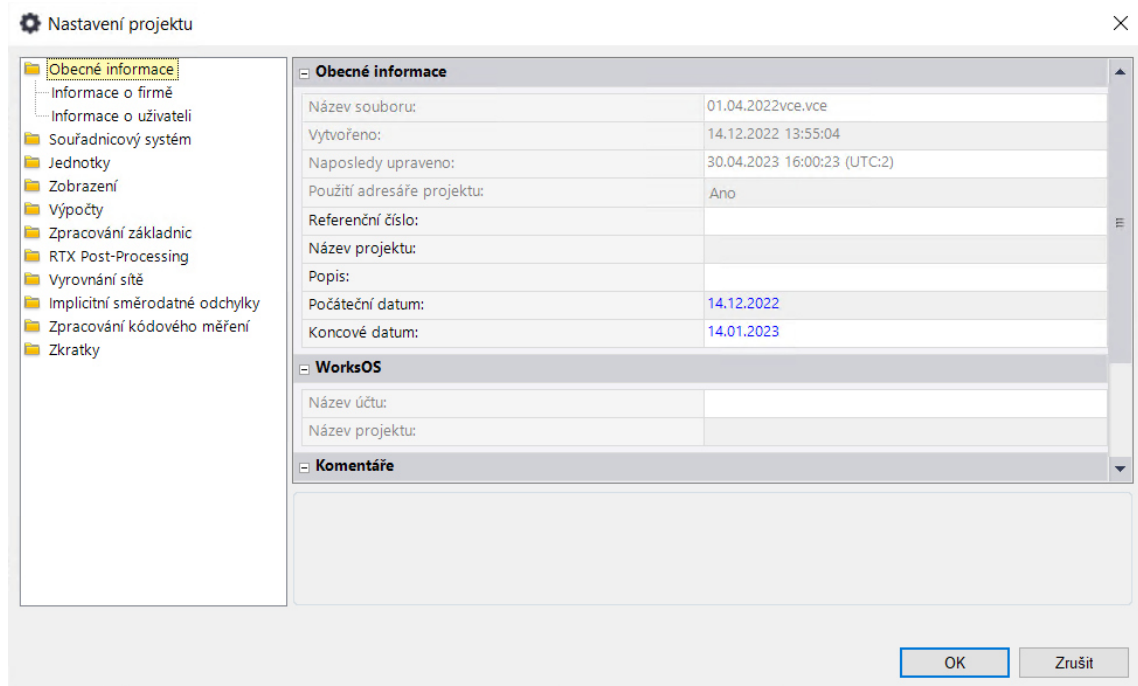 Nastavení projektu
Obecné informace
Informace o firmě
Informace o uživateli
Souřadnicový systém
Jednotky
Zobrazení
Výpočty
Zpracování základnic
RTX Post-Processing
Vyrovnání sítě
Implicitní směrodatné odchylky
Zpracování kódového měření
Zkratky
Obecné informace
Název souboru: 01.04.2022vce.vce
Vytvořeno: 14.12.2022 13:55:04
Naposledy upraveno: 30.04.2023 16:00:23 (UTC:2)
Použití adresáře projektu: Ano
Referenční číslo:
Název projektu:
Popis:
Počáteční datum: 14.12.2022
Koncové datum: 14.01.2023
WorksOS
Název účtu:
Název projektu:
Komentáře
OK Zrušit